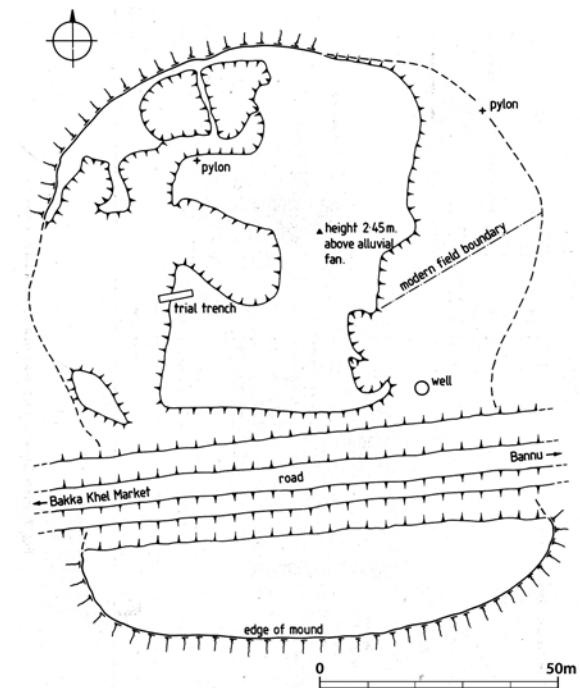 pylon
pylon
height 2·45m.
above alluvial
fan.
modern field boundary
trial trench
well
Bannu
road
Bakka Khel Market
edge of mound
0
50m